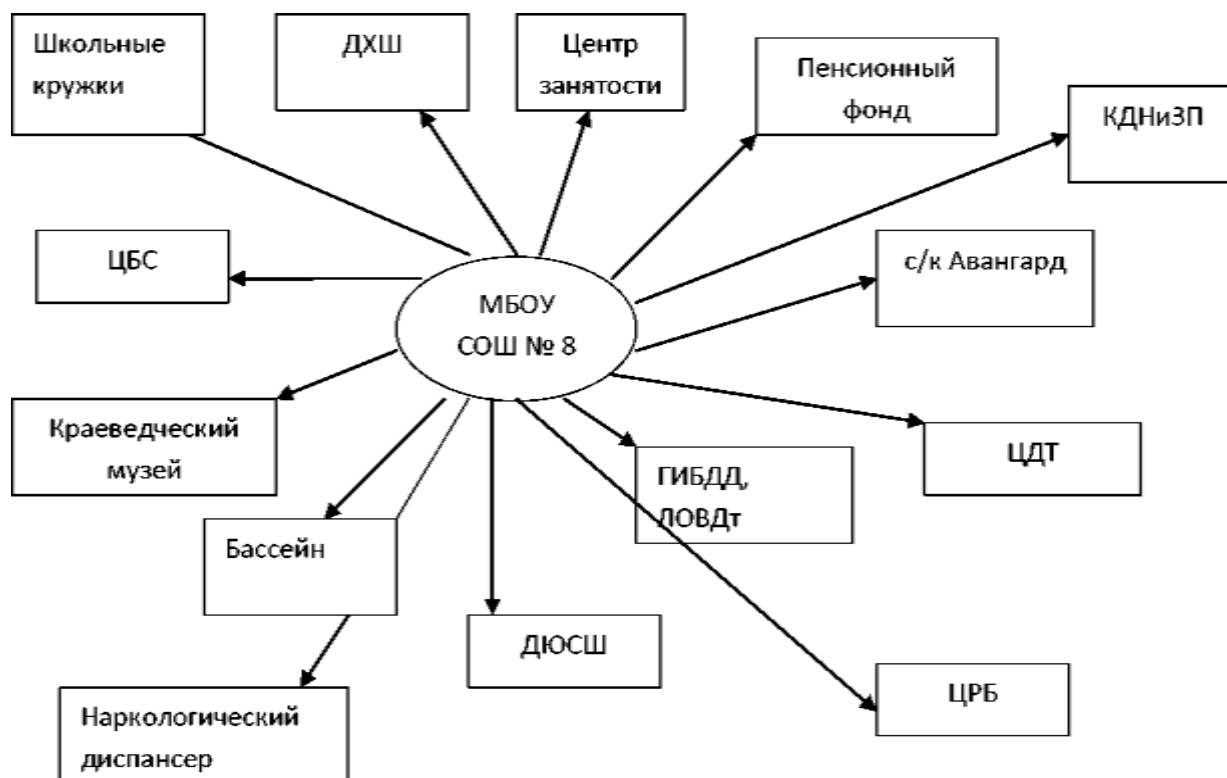 Школьные
кружки
ДХШ
Центр
занятости
Пенсионный
фонд
КДНиЗП
ЦБС
с/к Авангард
МБОУ
СОШ № 8
Краеведческий
музей
ЦДТ
ГИБДД,
ЛОВДт
Бассейн
ДЮСШ
ЦРБ
Наркологический
диспансер